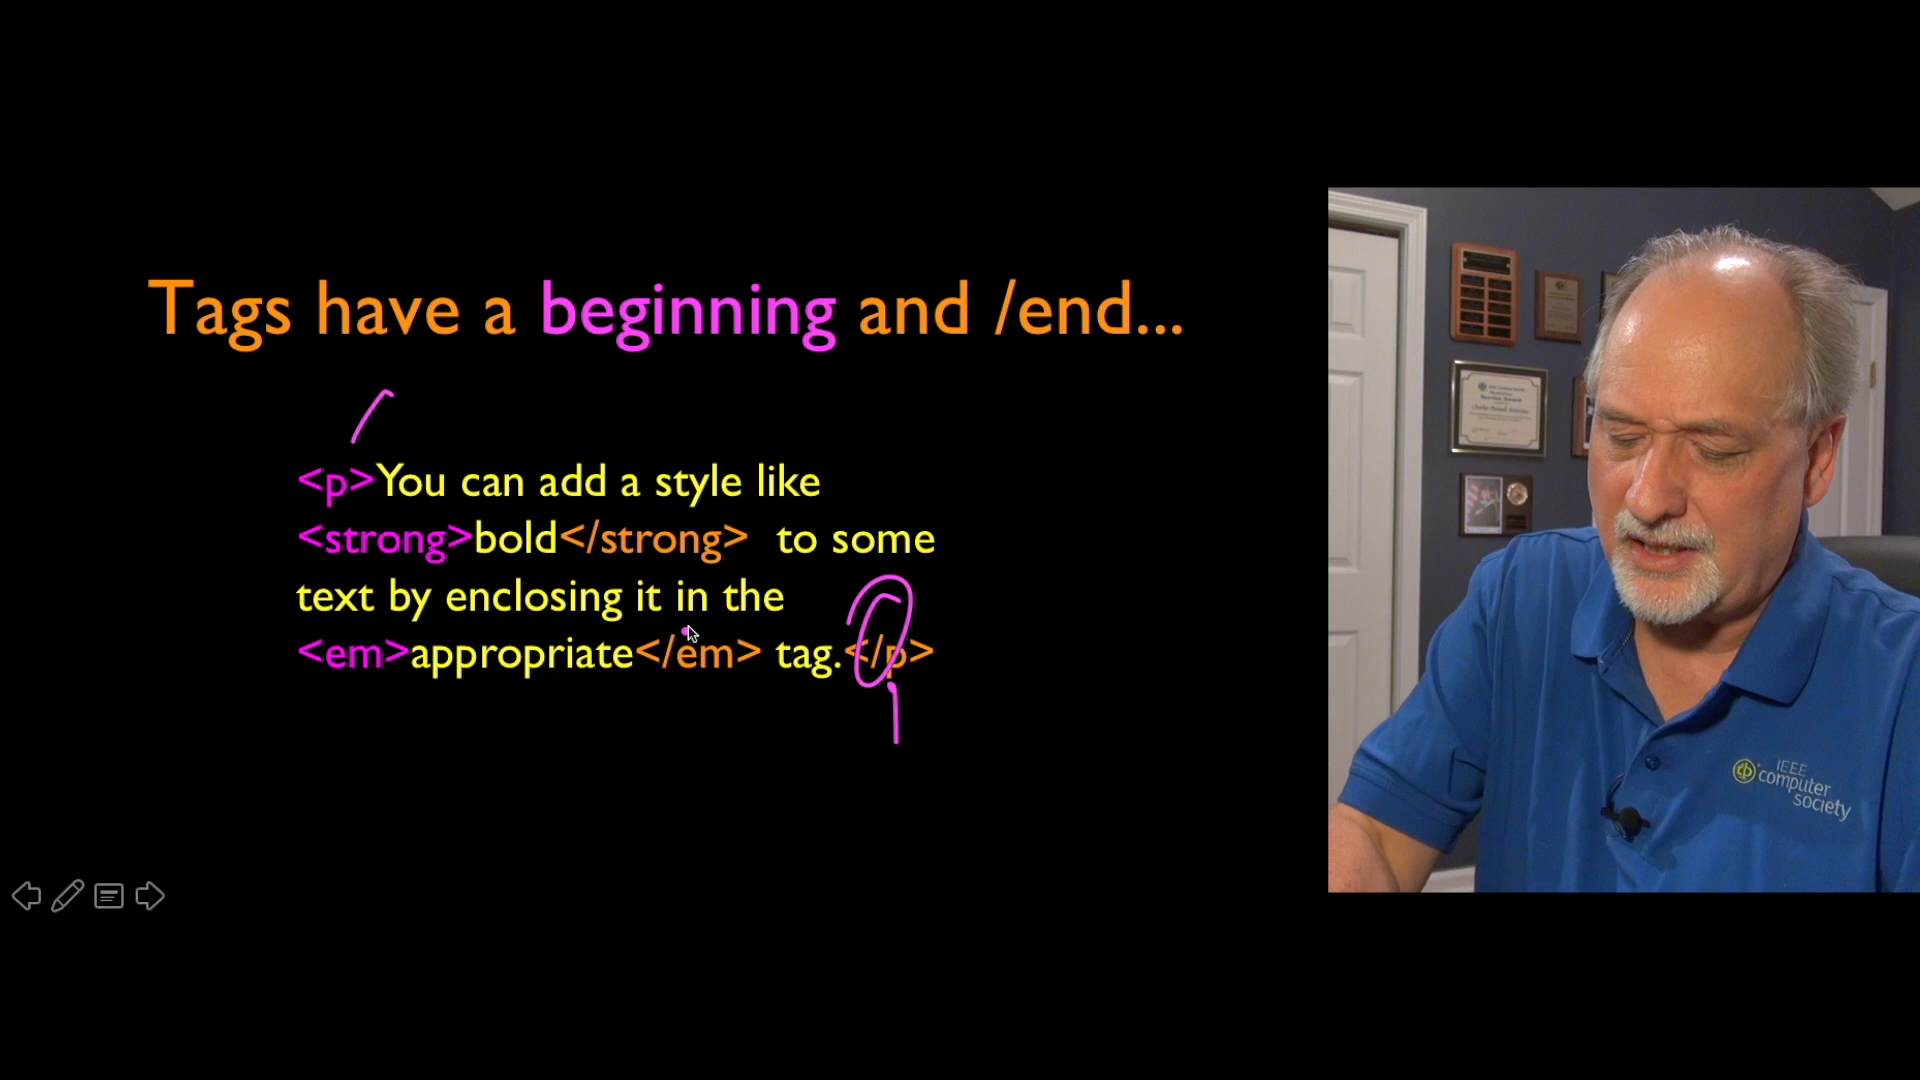 Tags have a beginning and /end...
<p>You can add a style like
<strong>bold</strong> to some
text by enclosing it in the
<em>appropriate</em> tag.</p>
IEEE
computer
society